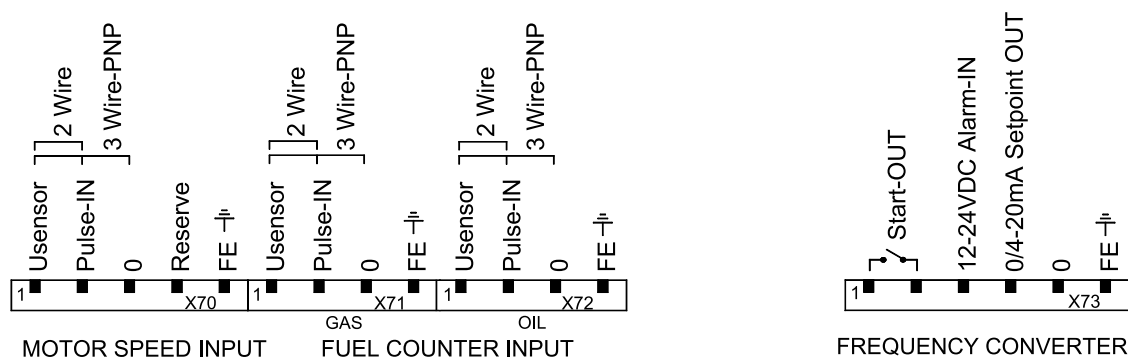 2 Wire
3 Wire-PNP
2 Wire
3 Wire-PNP
2 Wire
3 Wire-PNP
Usensor
Pulse-IN
0
Reserve
FE
Usensor
Pulse-IN
0
FE
Usensor
Pulse-IN
0
FE
Start-OUT
12-24VDC Alarm-IN
0/4-20mA Setpoint OUT
0
FE
1
X70
1
X71
1
X72
1
X73
GAS
OIL
MOTOR SPEED INPUT
FUEL COUNTER INPUT
FREQUENCY CONVERTER